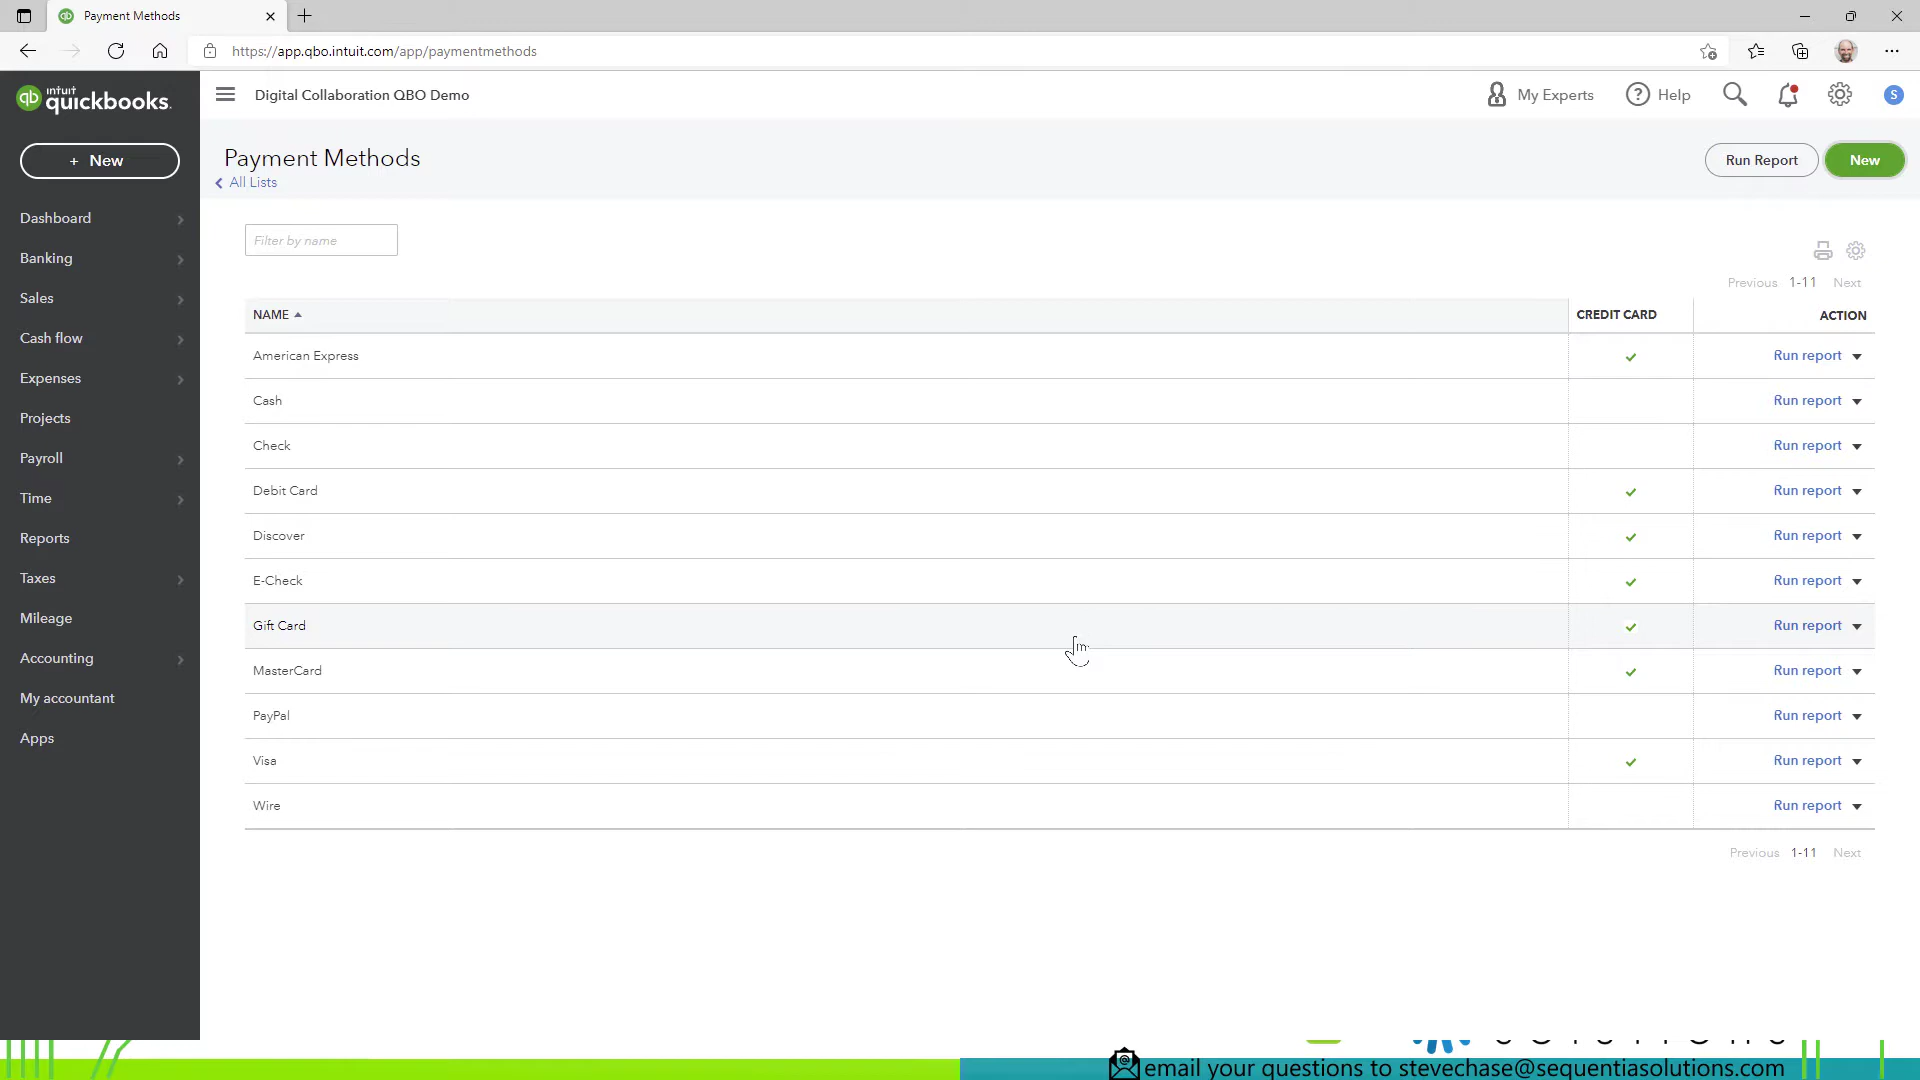 Payment Methods
https://app.qbo.intuit.com/app/paymentmethods
intuit
quickbooks.
Digital Collaboration QBO Demo
My Experts
Help
S
+ New
Payment Methods
All Lists
Run Report
New
Dashboard
Banking
Sales
Cash flow
Expenses
Projects
Payroll
Time
Reports
Taxes
Mileage
Accounting
My accountant
Apps
Filter by name
Previous 1-11 Next
NAME CREDIT CARD ACTION
American Express Run report
Cash Run report
Check Run report
Debit Card Run report
Discover Run report
E-Check Run report
Gift Card Run report
MasterCard Run report
PayPal Run report
Visa Run report
Wire Run report
Previous 1-11 Next
email your questions to stevechase@sequentiasolutions.com